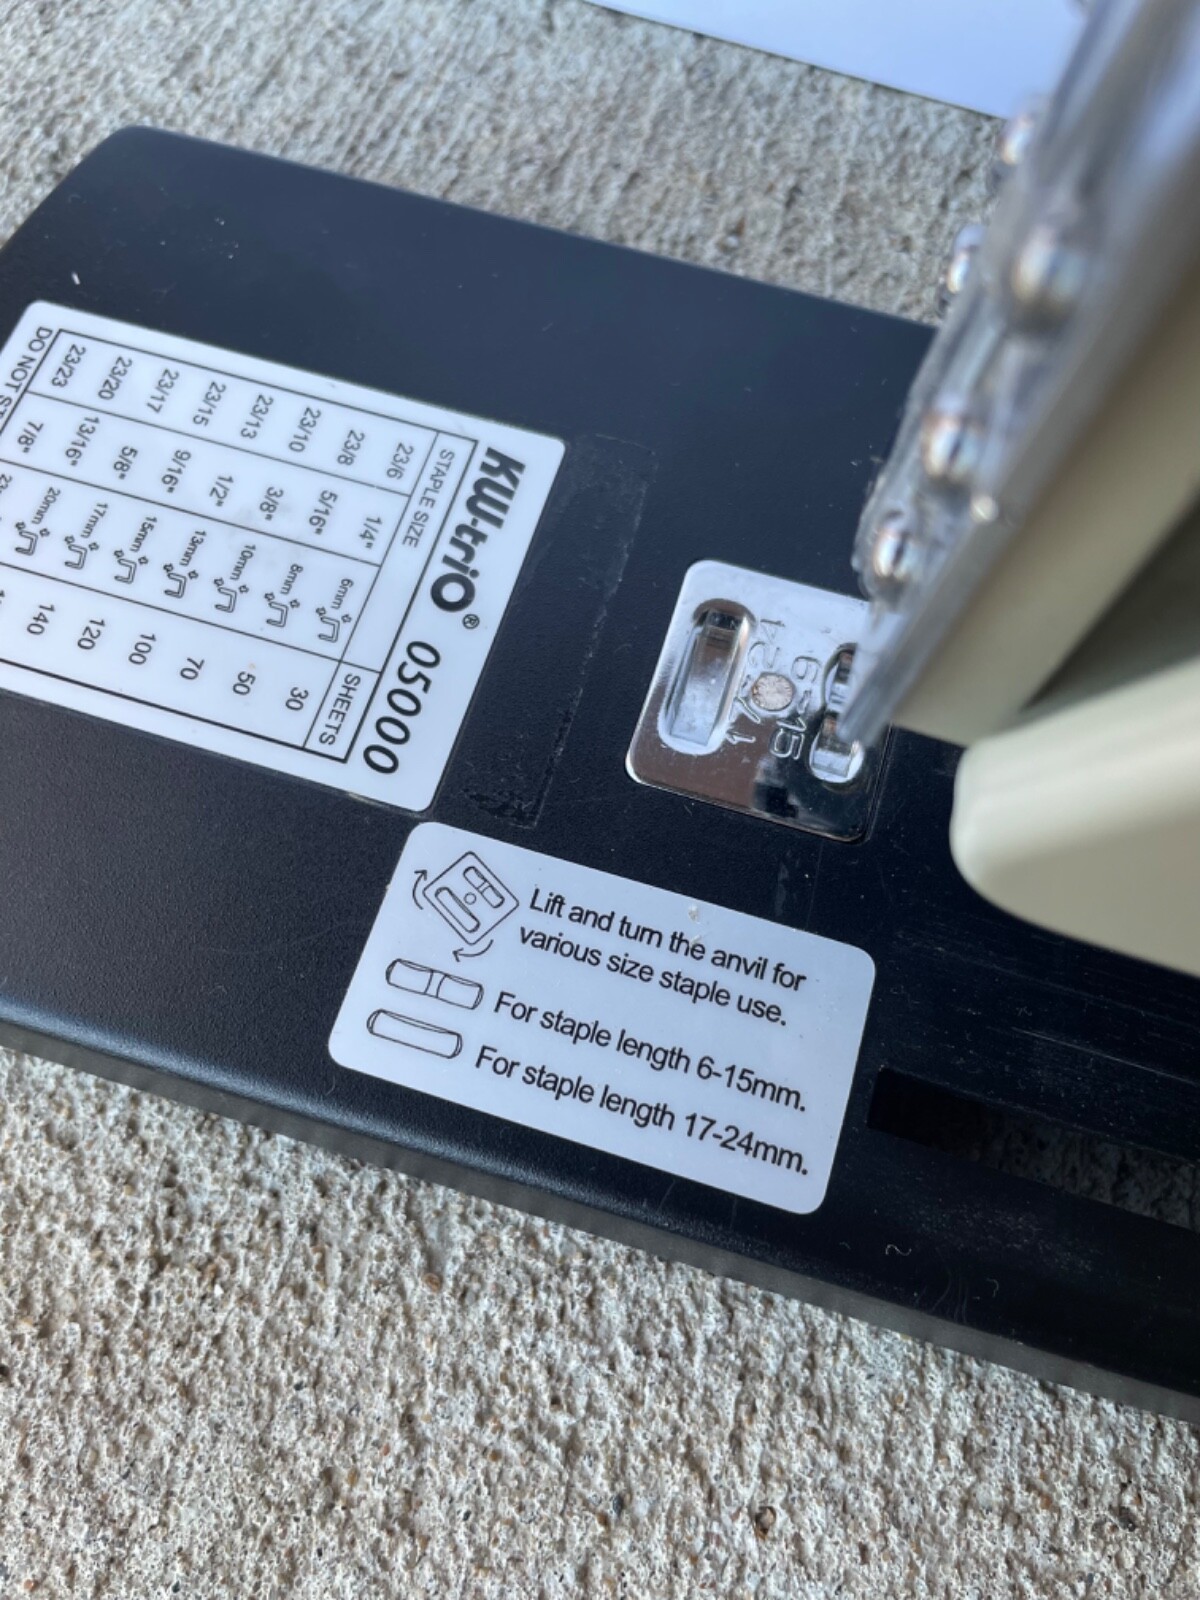 KW-triO® 05000
STAPLE SIZE SHEETS
23/6 1/4" 6mm 30
23/8 5/16" 8mm 50
23/10 3/8" 10mm 70
23/13 1/2" 13mm 100
23/15 9/16" 15mm 120
23/17 5/8" 17mm 140
23/20 13/16" 20mm
23/23 7/8"
DO NOT
6-15
Lift and turn the anvil for
various size staple use.
For staple length 6-15mm.
For staple length 17-24mm.